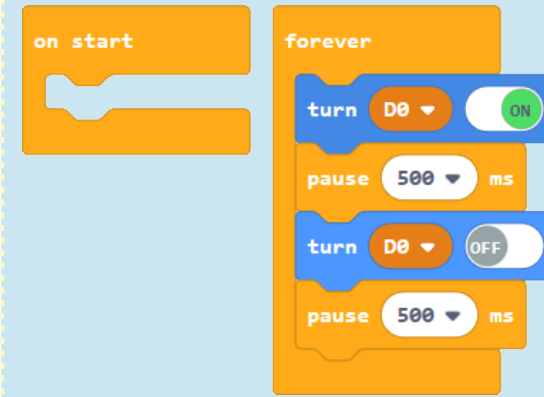 on start
forever
turn D0 ON
pause 500 ms
turn D0 OFF
pause 500 ms